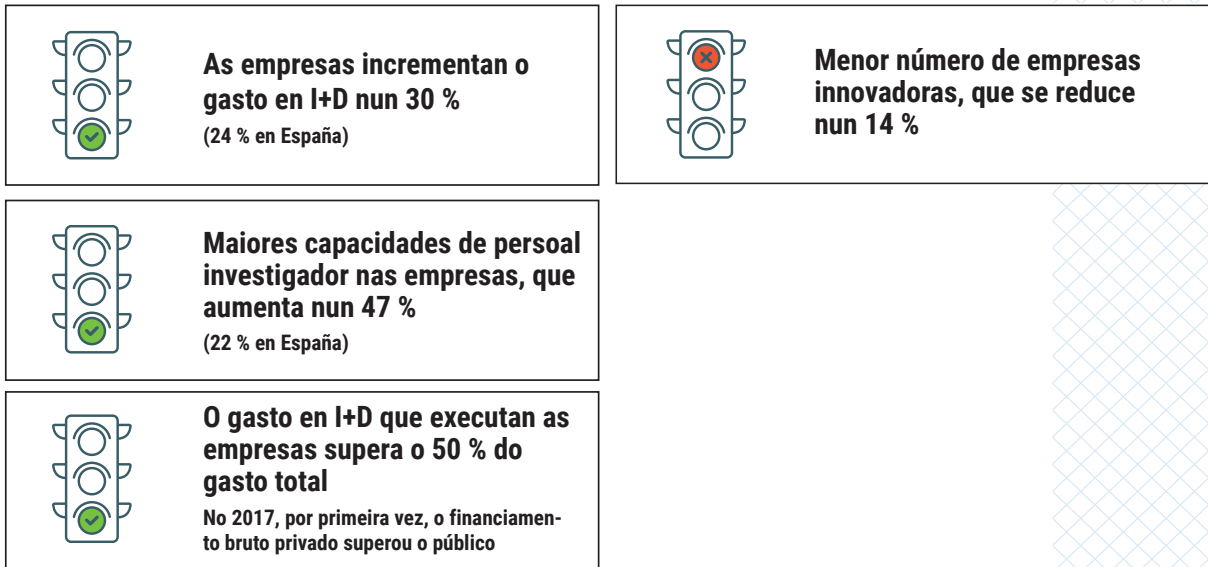 As empresas incrementan o
gasto en I+D nun 30 %
(24 % en España)
Menor número de empresas
innovadoras, que se reduce
nun 14 %
Maiores capacidades de persoal
investigador nas empresas, que
aumenta nun 47 %
(22 % en España)
O gasto en I+D que executan as
empresas supera o 50 % do
gasto total
No 2017, por primeira vez, o financiamen-
to bruto privado superou o público